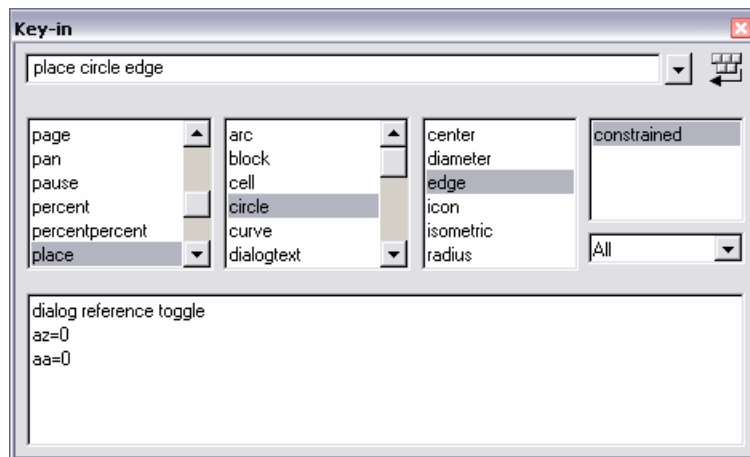 Key-in
place circle edge
page
pan
pause
percent
percentpercent
place
arc
block
cell
circle
curve
dialogtext
center
diameter
edge
icon
isometric
radius
constrained
All
dialog reference toggle
az=0
aa=0